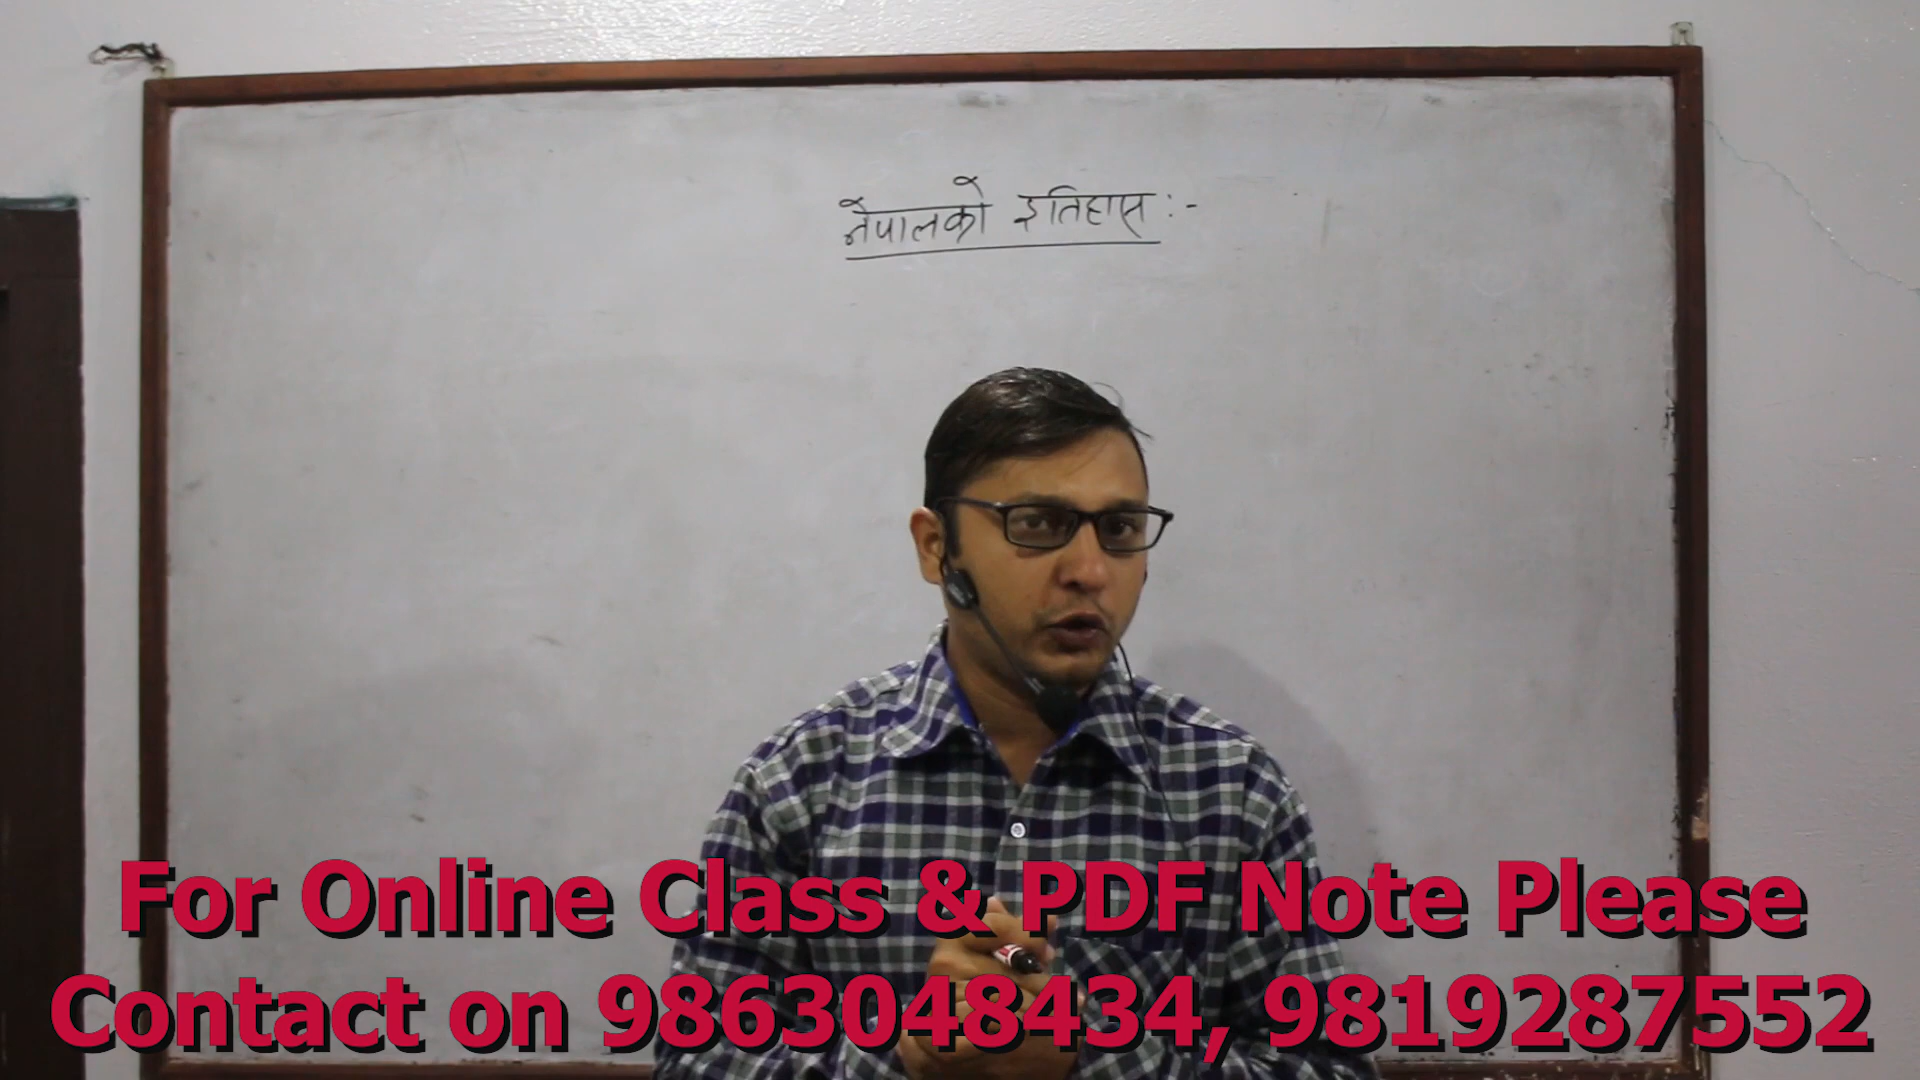 नेपालको इतिहास :-
For Online Class & PDF Note Please
Contact on 9863048434, 9819287552